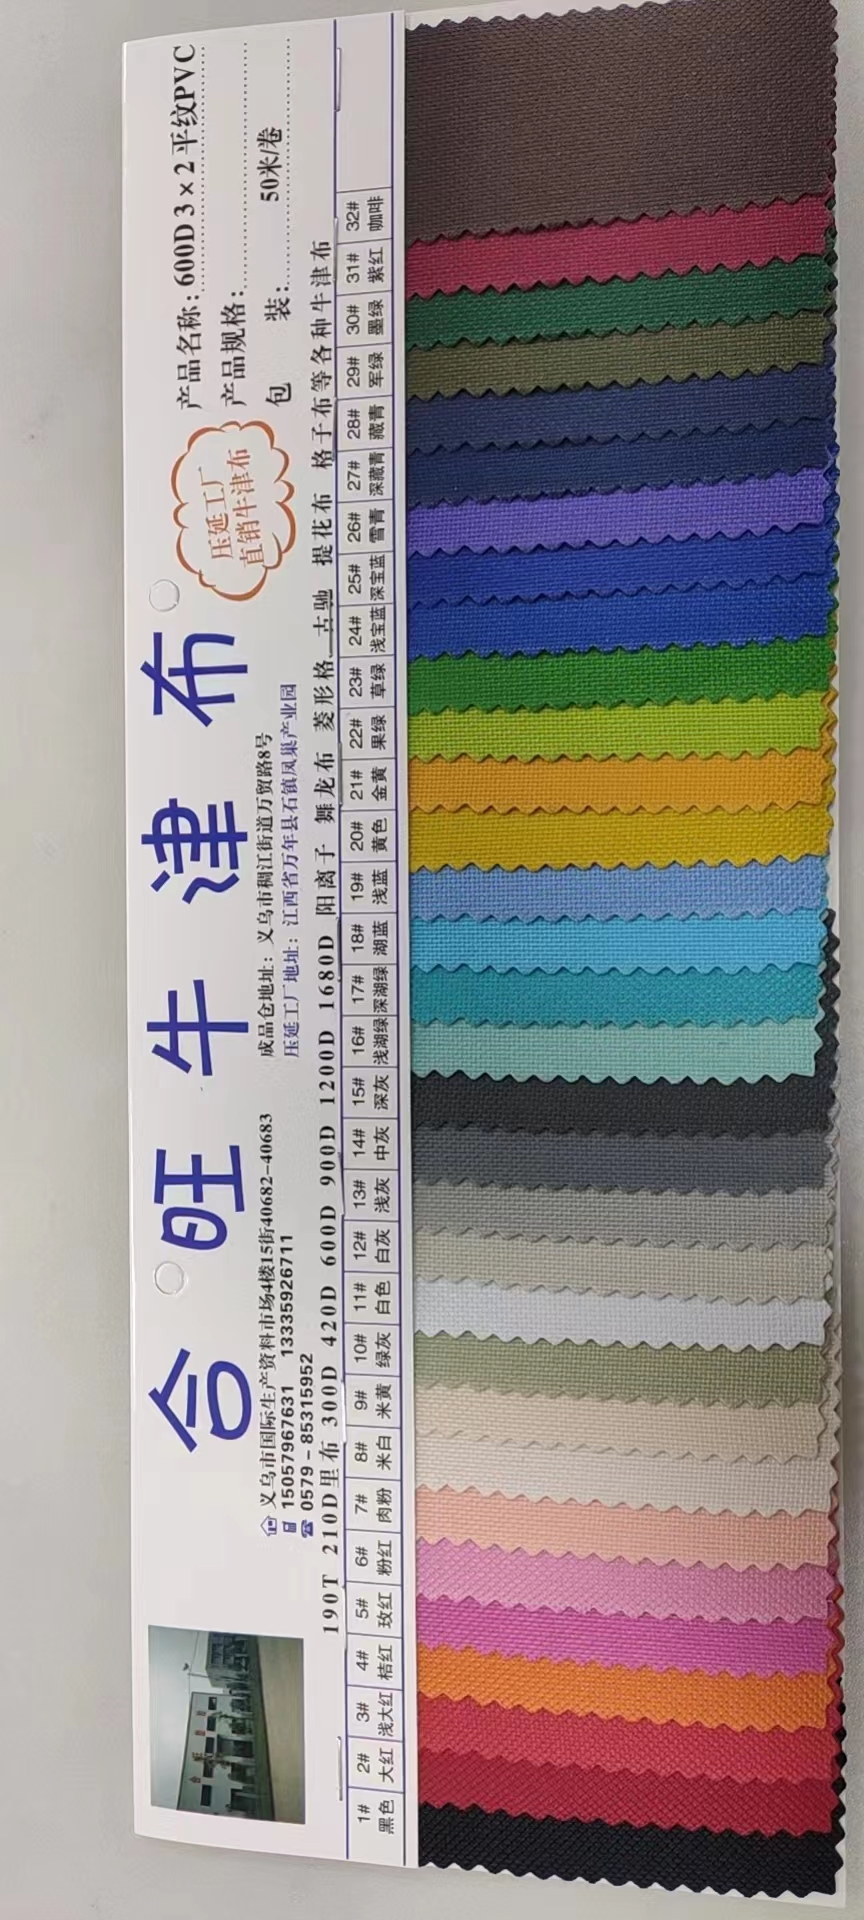 合旺牛津布
压延工厂
直销牛津布
产品名称:600D 3×2平纹PVC
产品规格:
包 装: 50米/卷
义乌市国际生产资料市场4楼15街40682-40683
15057967631 13335926711
0579-85315952
成品仓地址:义乌市稠江街道万贸路8号
压延工厂地址:江西省万年县石镇凤巢产业园
190T 210D里布 300D 420D 600D 900D 1200D 1680D 阳离子 舞龙布 菱形格 古驰 提花布 格子布等各种牛津布
1# 2# 3# 4# 5# 6# 7# 8# 9# 10# 11# 12# 13# 14# 15# 16# 17# 18# 19# 20# 21# 22# 23# 24# 25# 26# 27# 28# 29# 30# 31# 32#
黑色 大红 浅大红 桔红 玫红 粉红 肉粉 米白 米黄 绿灰 白色 白灰 浅灰 中灰 深灰 浅湖绿 深湖绿 湖蓝 浅蓝 黄色 金黄 果绿 草绿 浅宝蓝 深宝蓝 雪青 深藏青 藏青 军绿 墨绿 紫红 咖啡